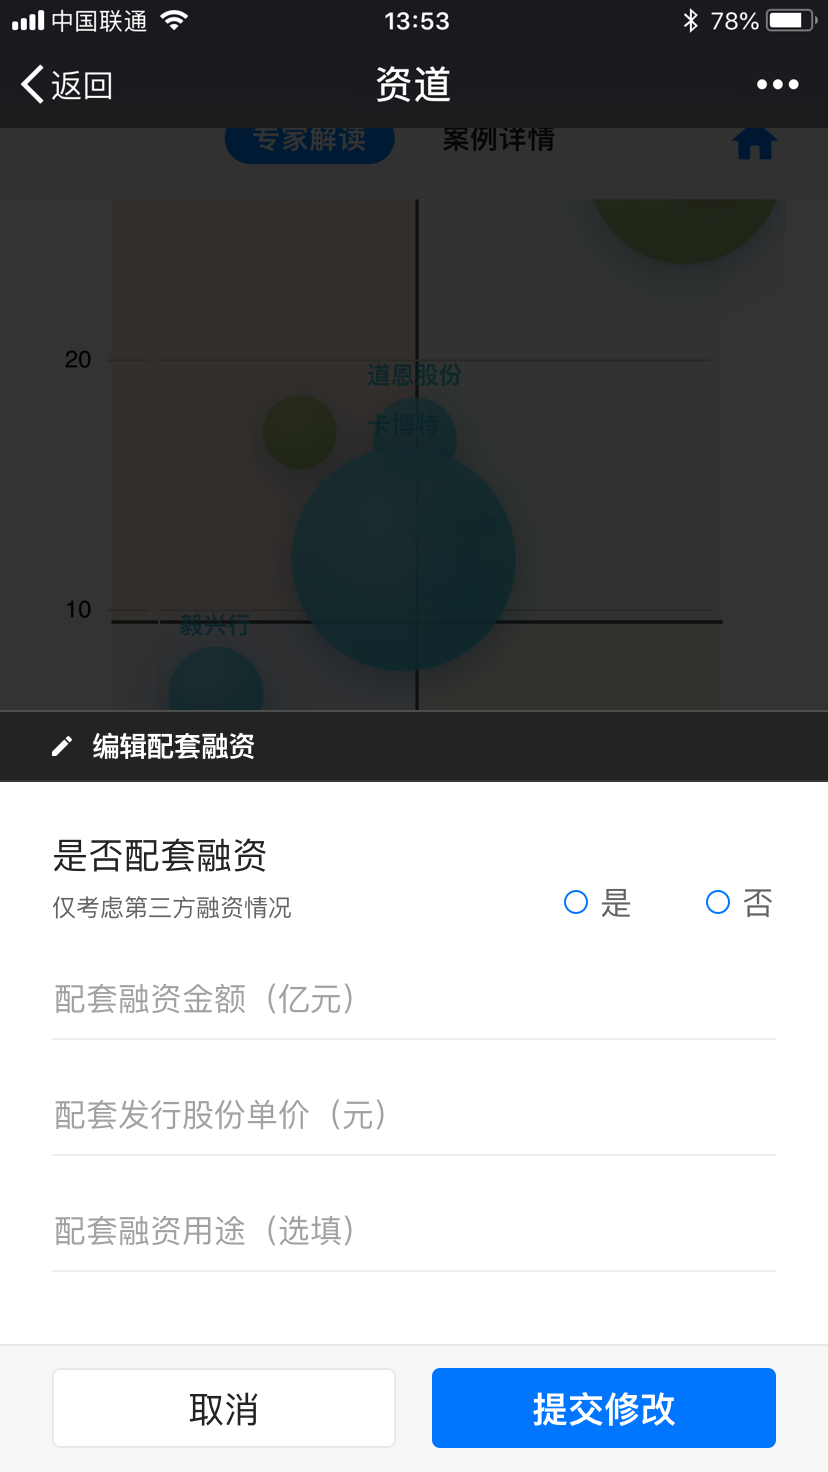 中国联通
13:53
78%
返回
资道
专家解读
案例详情
20
道恩股份
卡博特
10
毅兴行
编辑配套融资
是否配套融资
仅考虑第三方融资情况
是
否
配套融资金额（亿元）
配套发行股份单价（元）
配套融资用途（选填）
取消
提交修改